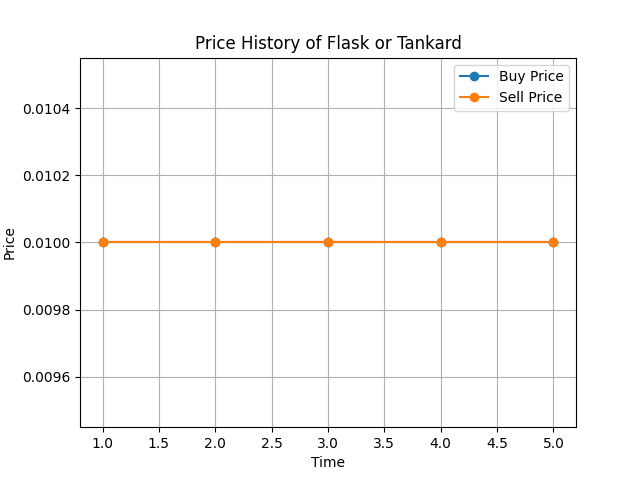 Price History of Flask or Tankard
Buy Price
Sell Price
0.0104
0.0102
0.0100
0.0098
0.0096
Price
1.0 1.5 2.0 2.5 3.0 3.5 4.0 4.5 5.0
Time